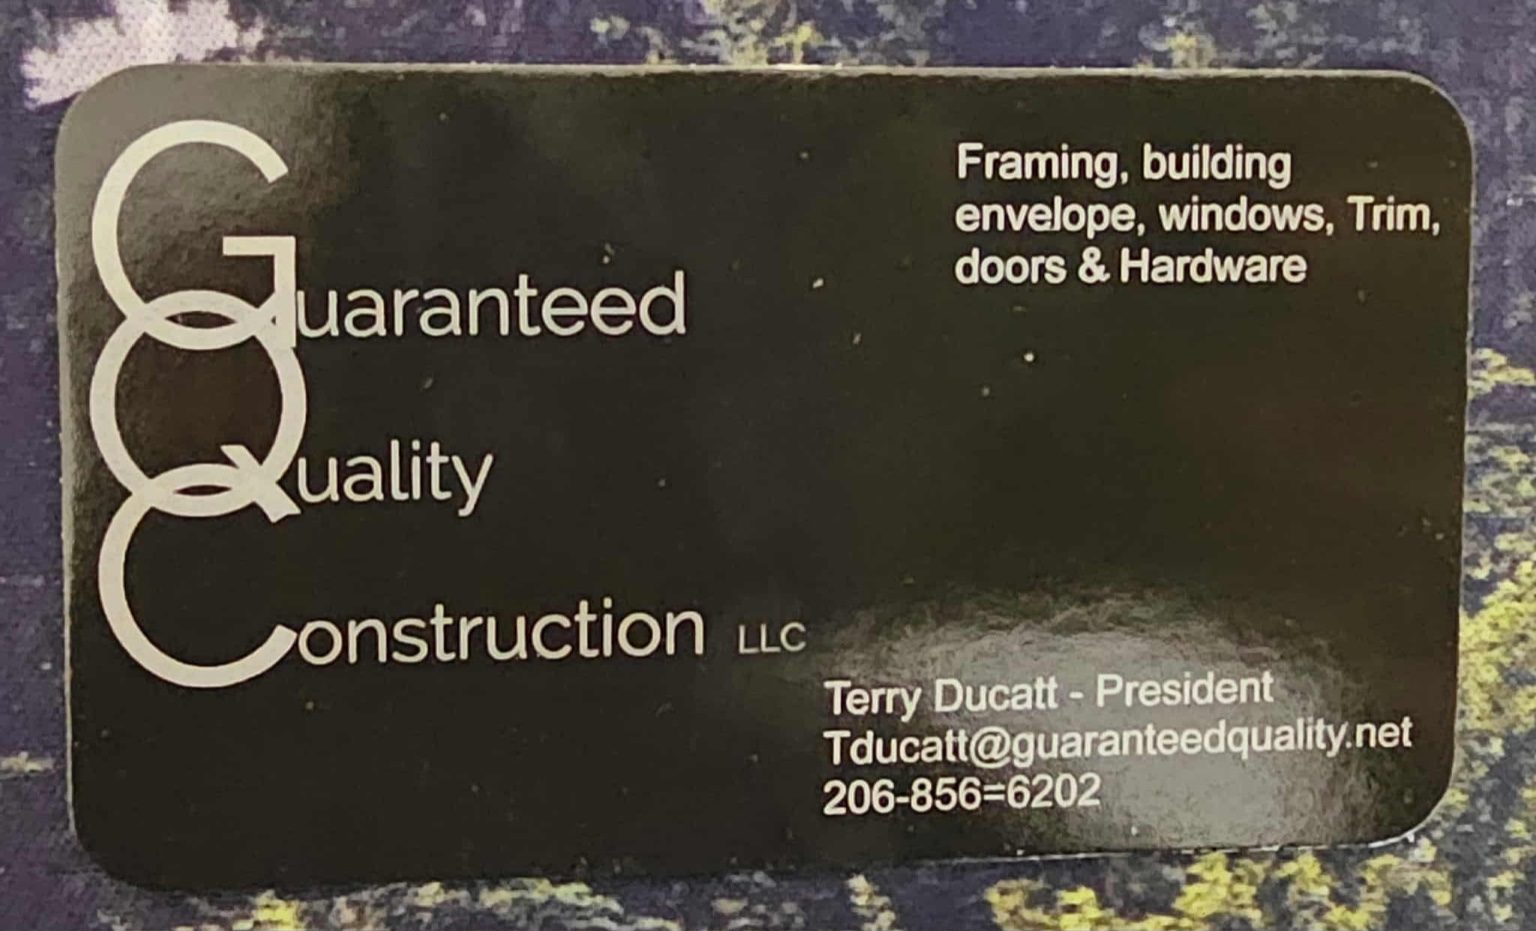 Guaranteed
Quality
Construction LLC
Framing, building
envelope, windows, Trim,
doors & Hardware
Terry Ducatt - President
Tducatt@guaranteedquality.net
206-856=6202